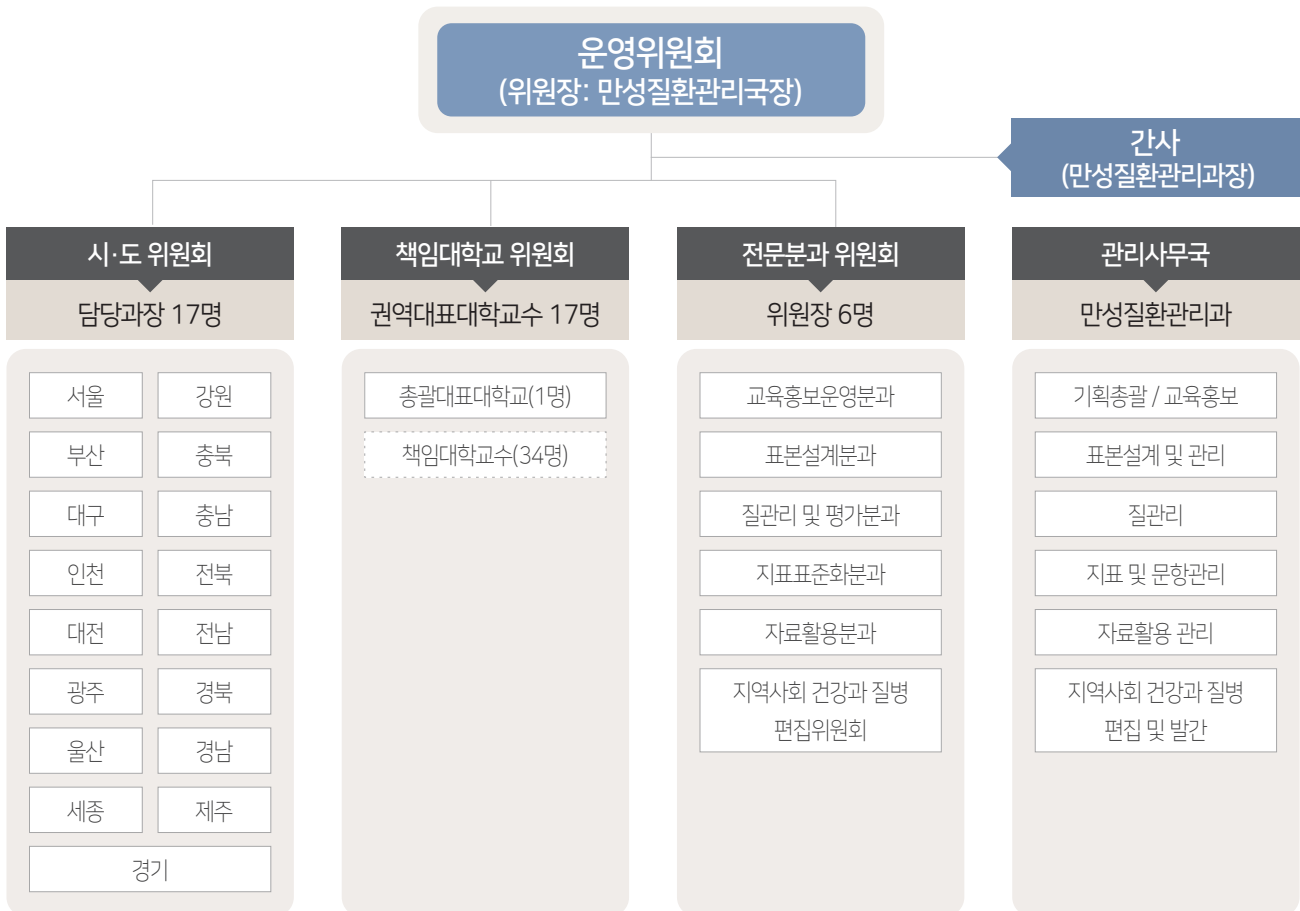 운영위원회
(위원장: 만성질환관리국장)
간사
(만성질환관리과장)
시·도 위원회
담당과장 17명
서울
강원
부산
충북
대구
충남
인천
전북
대전
전남
광주
경북
울산
경남
세종
제주
경기
책임대학교 위원회
권역대표대학교수 17명
총괄대표대학교(1명)
책임대학교수(34명)
전문분과 위원회
위원장 6명
교육홍보운영분과
표본설계분과
질관리 및 평가분과
지표표준화분과
자료활용분과
지역사회 건강과 질병
편집위원회
관리사무국
만성질환관리과
기획총괄 / 교육홍보
표본설계 및 관리
질관리
지표 및 문항관리
자료활용 관리
지역사회 건강과 질병
편집 및 발간